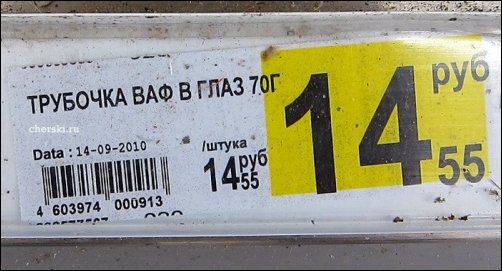 ТРУБОЧКА ВАФ В ГЛАЗ 70Г
cherski.ru
Data : 14-09-2010
/штука
14 руб 55
4 603974 000913
14 руб 55